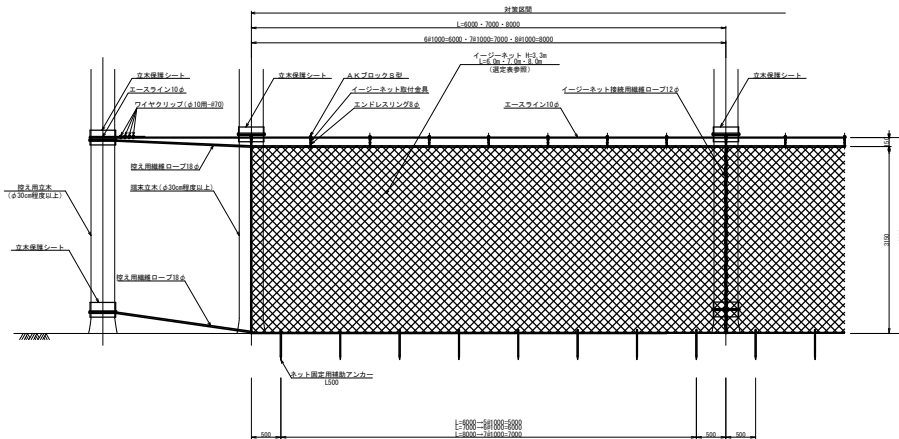 対策区間
L=6000・7000・8000
6@1000=6000・7@1000=7000・8@1000=8000
イージーネット H=3.3m
L=6.0m・7.0m・8.0m
(選定表参照)
立木保護シート
エースライン10φ
ワイヤクリップ(φ10用-#70)
立木保護シート
AKブロックS型
イージーネット取付金具
エンドレスリング8φ
イージーネット接続用繊維ロープ12φ
エースライン10φ
立木保護シート
控え用繊維ロープ18φ
控え用立木
(φ30cm程度以上)
端末立木(φ30cm程度以上)
立木保護シート
控え用繊維ロープ18φ
150
3150
ネット固定用補助アンカー
L500
500
L=6000→5@1000=5000
L=7000→6@1000=6000
L=8000→7@1000=7000
500
500